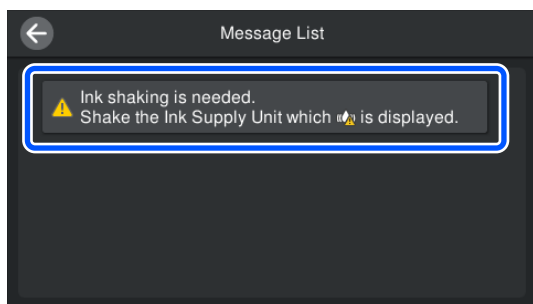 Message List
Ink shaking is needed.
Shake the Ink Supply Unit which is displayed.